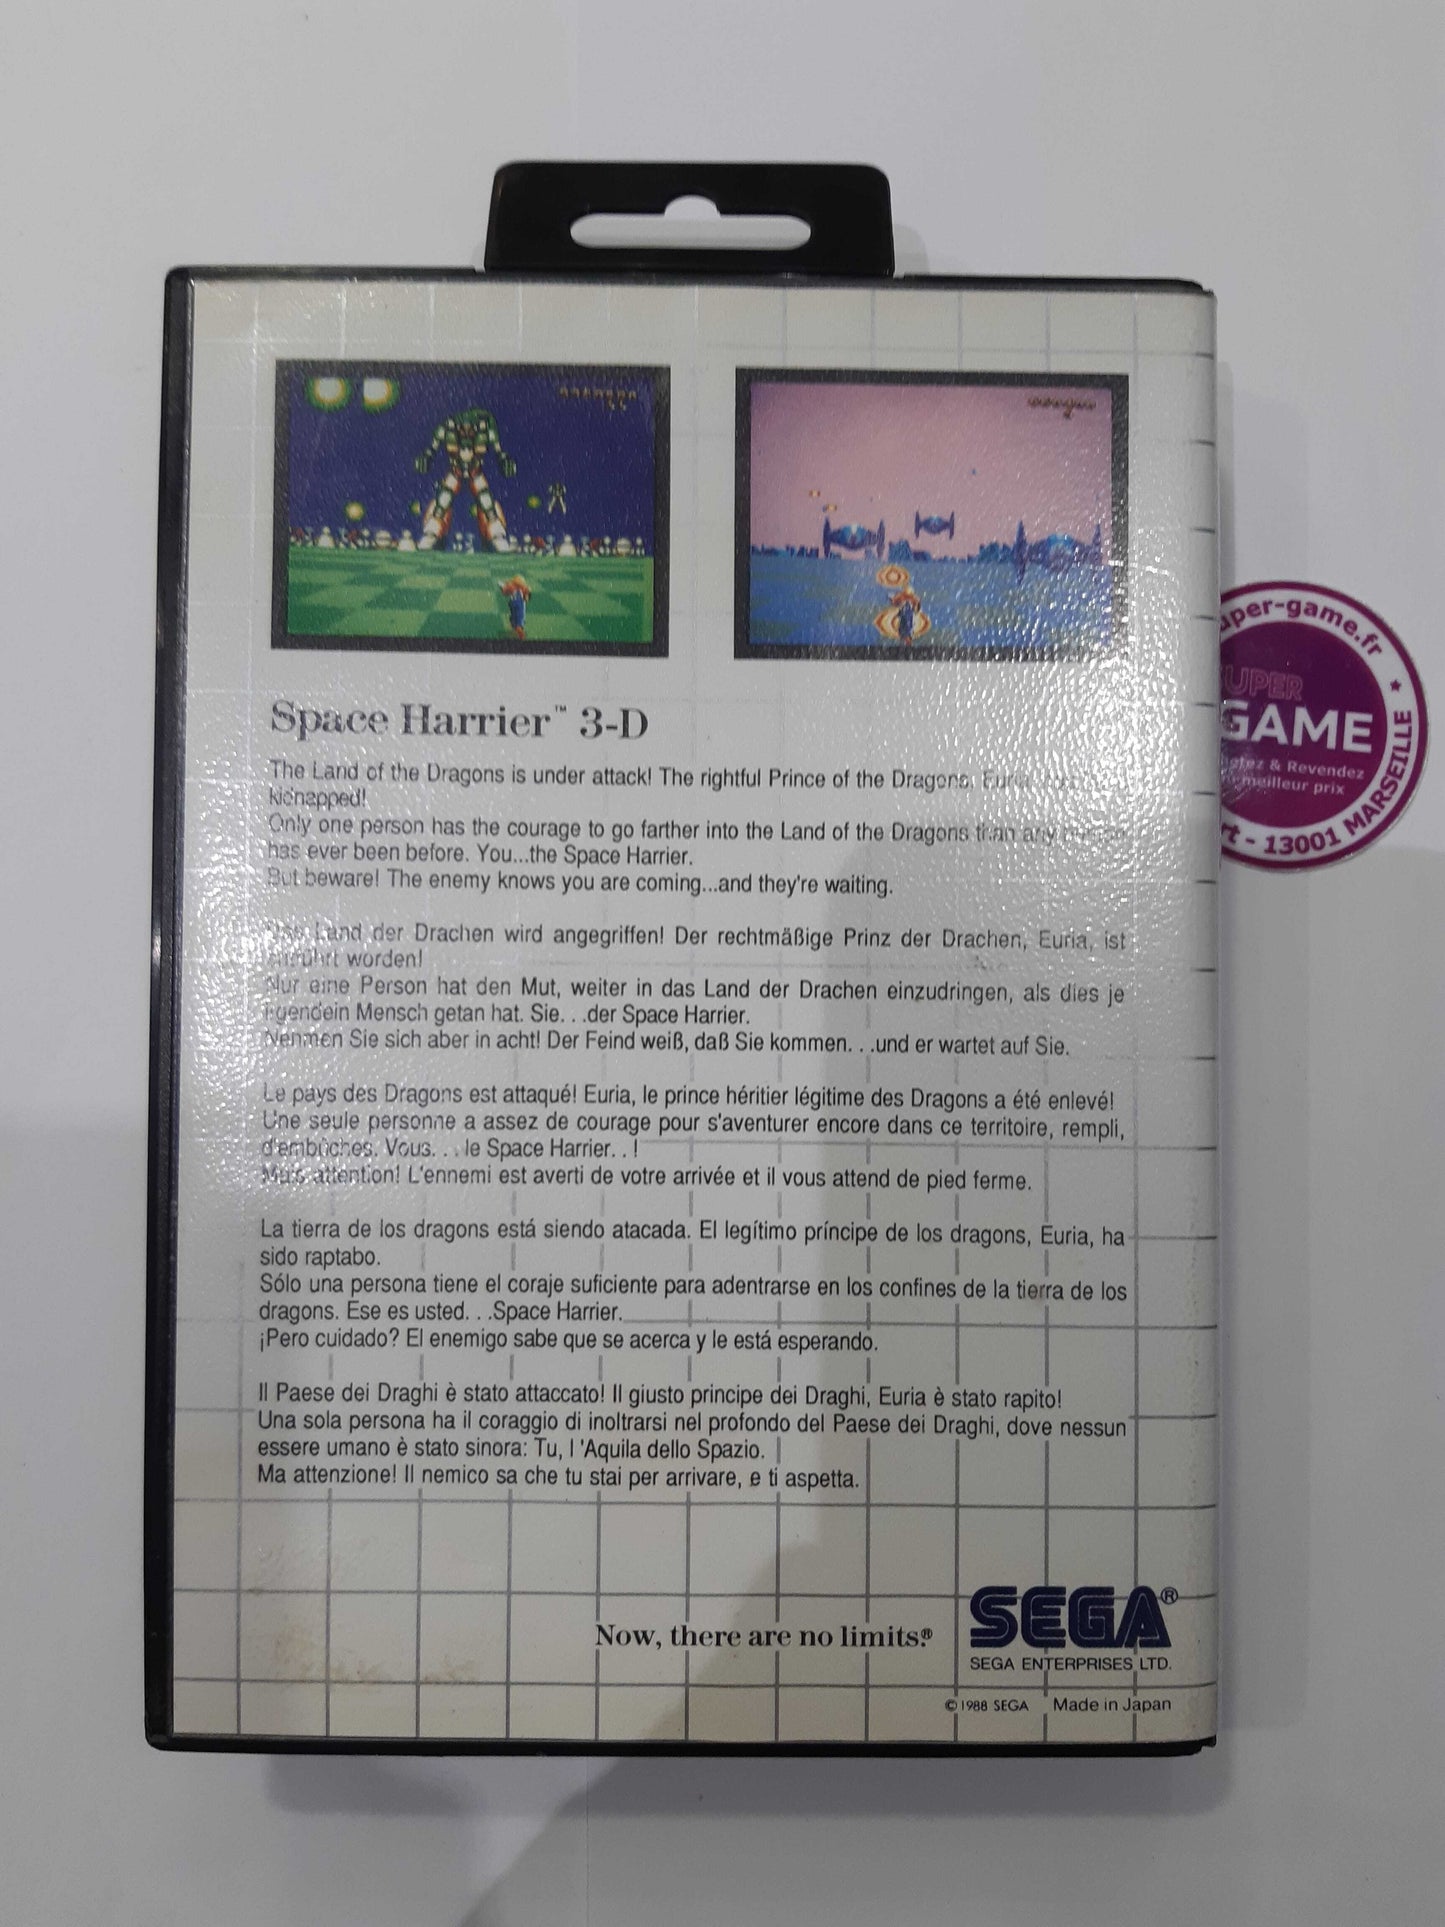 Space Harrier™ 3-D
The Land of the Dragons is under attack! The rightful Prince of the Dragons,
kidnapped!
Only one person has the courage to go farther into the Land of the Dragons than any
has ever been before. You...the Space Harrier.
But beware! The enemy knows you are coming...and they're waiting.
Land der Drachen wird angegriffen! Der rechtmäßige Prinz der Drachen, Euria, ist
worden!
Nur eine Person hat den Mut, weiter in das Land der Drachen einzudringen, als dies je
irgendein Mensch getan hat. Sie. . .der Space Harrier.
Nehmen Sie sich aber in acht! Der Feind weiß, daß Sie kommen. . .und er wartet auf Sie.
Le pays des Dragons est attaqué! Euria, le prince héritier légitime des Dragons a été enlevé!
Une seule personne a assez de courage pour s'aventurer encore dans ce territoire, rempli,
d'embûches. Vous. . . le Space Harrier. . !
Mais attention! L'ennemi est averti de votre arrivée et il vous attend de pied ferme.
La tierra de los dragons está siendo atacada. El legítimo príncipe de los dragons, Euria, ha
sido raptabo.
Sólo una persona tiene el coraje suficiente para adentrarse en los confines de la tierra de los
dragons. Ese es usted. . .Space Harrier.
¡Pero cuidado? El enemigo sabe que se acerca y le está esperando.
Il Paese dei Draghi è stato attaccato! Il giusto principe dei Draghi, Euria è stato rapito!
Una sola persona ha il coraggio di inoltrarsi nel profondo del Paese dei Draghi, dove nessun
essere umano è stato sinora: Tu, l 'Aquila dello Spazio.
Ma attenzione! Il nemico sa che tu stai per arrivare, e ti aspetta.
Now, there are no limits.®
SEGA®
SEGA ENTERPRISES LTD.
©1988 SEGA Made in Japan
uper-game.fr
UPER
GAME
& Revendez
meilleur prix
rt - 13001 MARSEILLE